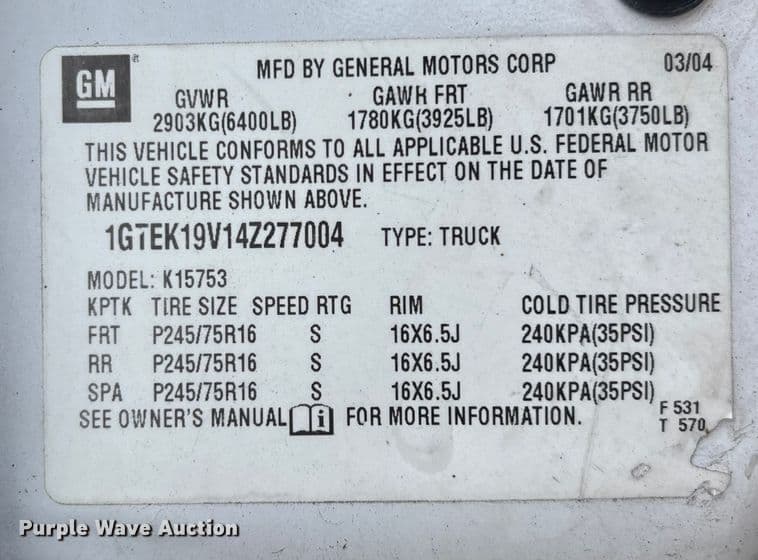 GM
MFD BY GENERAL MOTORS CORP 03/04
GVWR GAWR FRT GAWR RR
2903KG(6400LB) 1780KG(3925LB) 1701KG(3750LB)
THIS VEHICLE CONFORMS TO ALL APPLICABLE U.S. FEDERAL MOTOR
VEHICLE SAFETY STANDARDS IN EFFECT ON THE DATE OF
MANUFACTURE SHOWN ABOVE.
1GTEK19V14Z277004 TYPE: TRUCK
MODEL: K15753
KPTK TIRE SIZE SPEED RTG RIM COLD TIRE PRESSURE
FRT P245/75R16 S 16X6.5J 240KPA(35PSI)
RR P245/75R16 S 16X6.5J 240KPA(35PSI)
SPA P245/75R16 S 16X6.5J 240KPA(35PSI)
SEE OWNER'S MANUAL i FOR MORE INFORMATION.
F 531
T 570
Purple Wave Auction